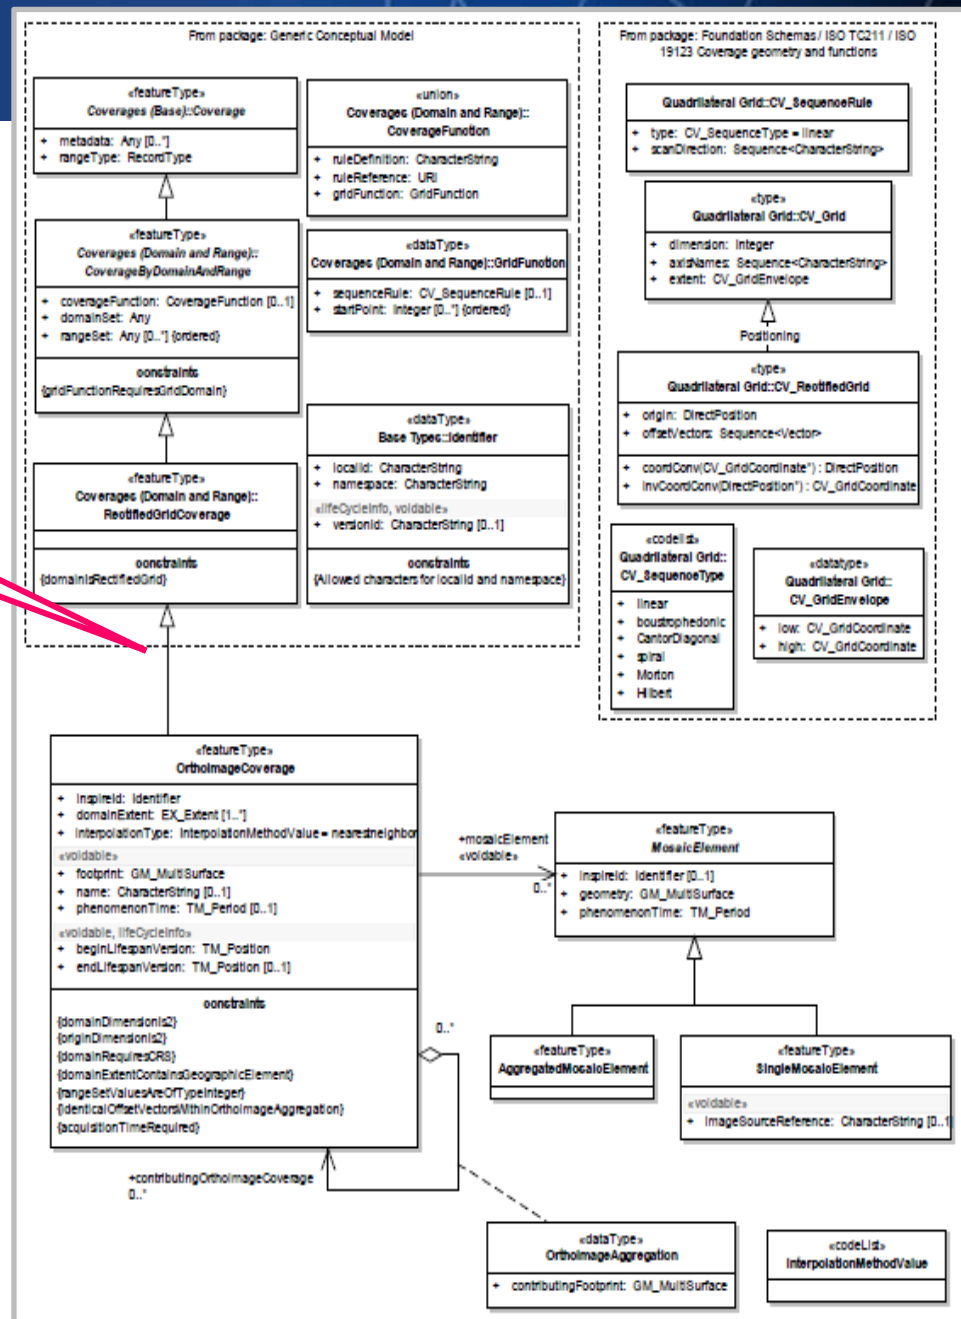 From package: Generic Conceptual Model
«featureType»
Coverages (Base)::Coverage
+ metadata: Any [0..*]
+ rangeType: RecordType
«union»
Coverages (Domain and Range)::
CoverageFunction
+ ruleDefinition: CharacterString
+ ruleReference: URI
+ gridFunction: GridFunction
«featureType»
Coverages (Domain and Range)::
CoverageByDomainAndRange
+ coverageFunction: CoverageFunction [0..1]
+ domainSet: Any
+ rangeSet: Any [0..*] {ordered}
constraints
{gridFunctionRequiresGridDomain}
«dataType»
Coverages (Domain and Range)::GridFunction
+ sequenceRule: CV_SequenceRule [0..1]
+ startPoint: Integer [0..*] {ordered}
«dataType»
Base Types::Identifier
+ localId: CharacterString
+ namespace: CharacterString
«lifeCycleInfo, voidable»
+ versionId: CharacterString [0..1]
constraints
{Allowed characters for localId and namespace}
«featureType»
Coverages (Domain and Range)::
RectifiedGridCoverage
constraints
{domainIsRectifiedGrid}
From package: Foundation Schemas / ISO TC211 / ISO
19123 Coverage geometry and functions
Quadrilateral Grid::CV_SequenceRule
+ type: CV_SequenceType = linear
+ scanDirection: Sequence<CharacterString>
«type»
Quadrilateral Grid::CV_Grid
+ dimension: Integer
+ axisNames: Sequence<CharacterString>
+ extent: CV_GridEnvelope
Positioning
«type»
Quadrilateral Grid::CV_RectifiedGrid
+ origin: DirectPosition
+ offsetVectors: Sequence<Vector>
+ coordConv(CV_GridCoordinate*) : DirectPosition
+ invCoordConv(DirectPosition*) : CV_GridCoordinate
«codelist»
Quadrilateral Grid::
CV_SequenceType
+ linear
+ boustrophedonic
+ CantorDiagonal
+ spiral
+ Morton
+ Hilbert
«datatype»
Quadrilateral Grid::
CV_GridEnvelope
+ low: CV_GridCoordinate
+ high: CV_GridCoordinate
«featureType»
OrthoimageCoverage
+ inspireId: Identifier
+ domainExtent: EX_Extent [1..*]
+ interpolationType: InterpolationMethodValue = nearestneighbor
«voidable»
+ footprint: GM_MultiSurface
+ name: CharacterString [0..1]
+ phenomenonTime: TM_Period [0..1]
«voidable, lifeCycleInfo»
+ beginLifespanVersion: TM_Position
+ endLifespanVersion: TM_Position [0..1]
constraints
{domainDimensionIs2}
{originDimensionIs2}
{domainRequiresCRS}
{domainExtentContainsGeographicElement}
{rangeSetValuesAreOfTypeInteger}
{identicalOffsetVectorsWithinOrthoimageAggregation}
{acquisitionTimeRequired}
+mosaicElement
«voidable»
0..*
«featureType»
MosaicElement
+ inspireId: Identifier [0..1]
+ geometry: GM_MultiSurface
+ phenomenonTime: TM_Period
0..*
«featureType»
AggregatedMosaicElement
«featureType»
SingleMosaicElement
«voidable»
+ imageSourceReference: CharacterString [0..1
+contributingOrthoimageCoverage
0..*
«dataType»
OrthoimageAggregation
+ contributingFootprint: GM_MultiSurface
«codeList»
InterpolationMethodValue